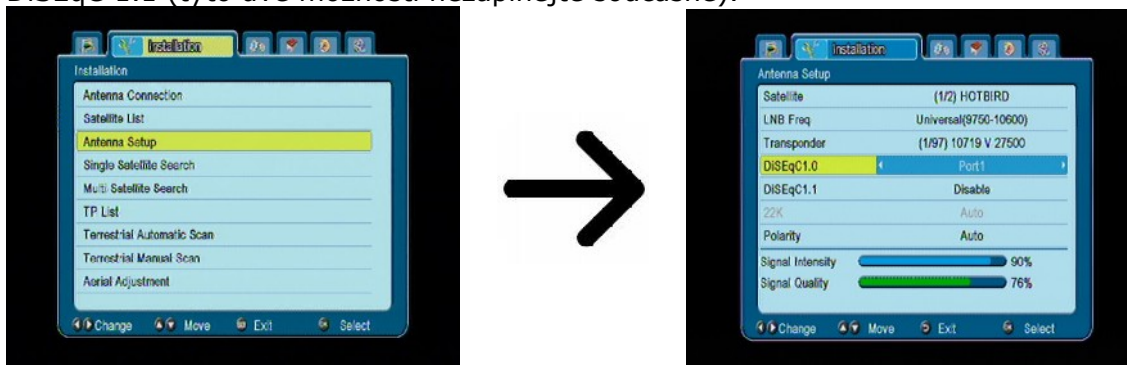 DiSEqC 1.1 (tyto dvě možnosti nezapínejte současně).
Installation
Installation
Antenna Connection
Satellite List
Antenna Setup
Single Satellite Search
Multi Satellite Search
TP List
Terrestrial Automatic Scan
Terrestrial Manual Scan
Aerial Adjustment
Change Move Exit Select
Installation
Antenna Setup
Satellite (1/2) HOTBIRD
LNB Freq Universal(9750-10600)
Transponder (1/97) 10719 V 27500
DiSEqC1.0 Port1
DiSEqC1.1 Disable
22K Auto
Polarity Auto
Signal Intensity 90%
Signal Quality 76%
Change Move Exit Select